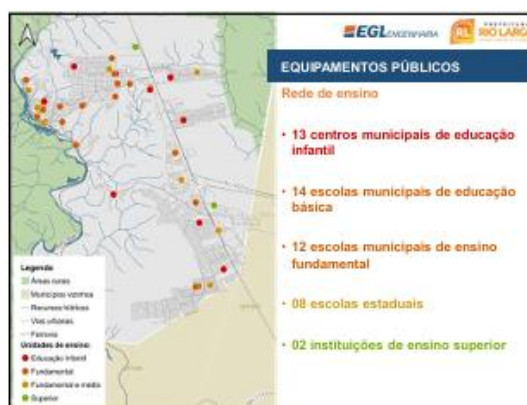 EGL ENGENHARIA
PREFEITURA
RIO LARGO
EQUIPAMENTOS PÚBLICOS
Rede de ensino
• 13 centros municipais de educação
infantil
• 14 escolas municipais de educação
básica
• 12 escolas municipais de ensino
fundamental
• 08 escolas estaduais
• 02 instituições de ensino superior
Legenda
Áreas rurais
Municípios vizinhos
Recursos hídricos
Vias urbanas
Ferrovia
Unidades de ensino:
Educação Infantil
Fundamental
Fundamental e médio
Superior